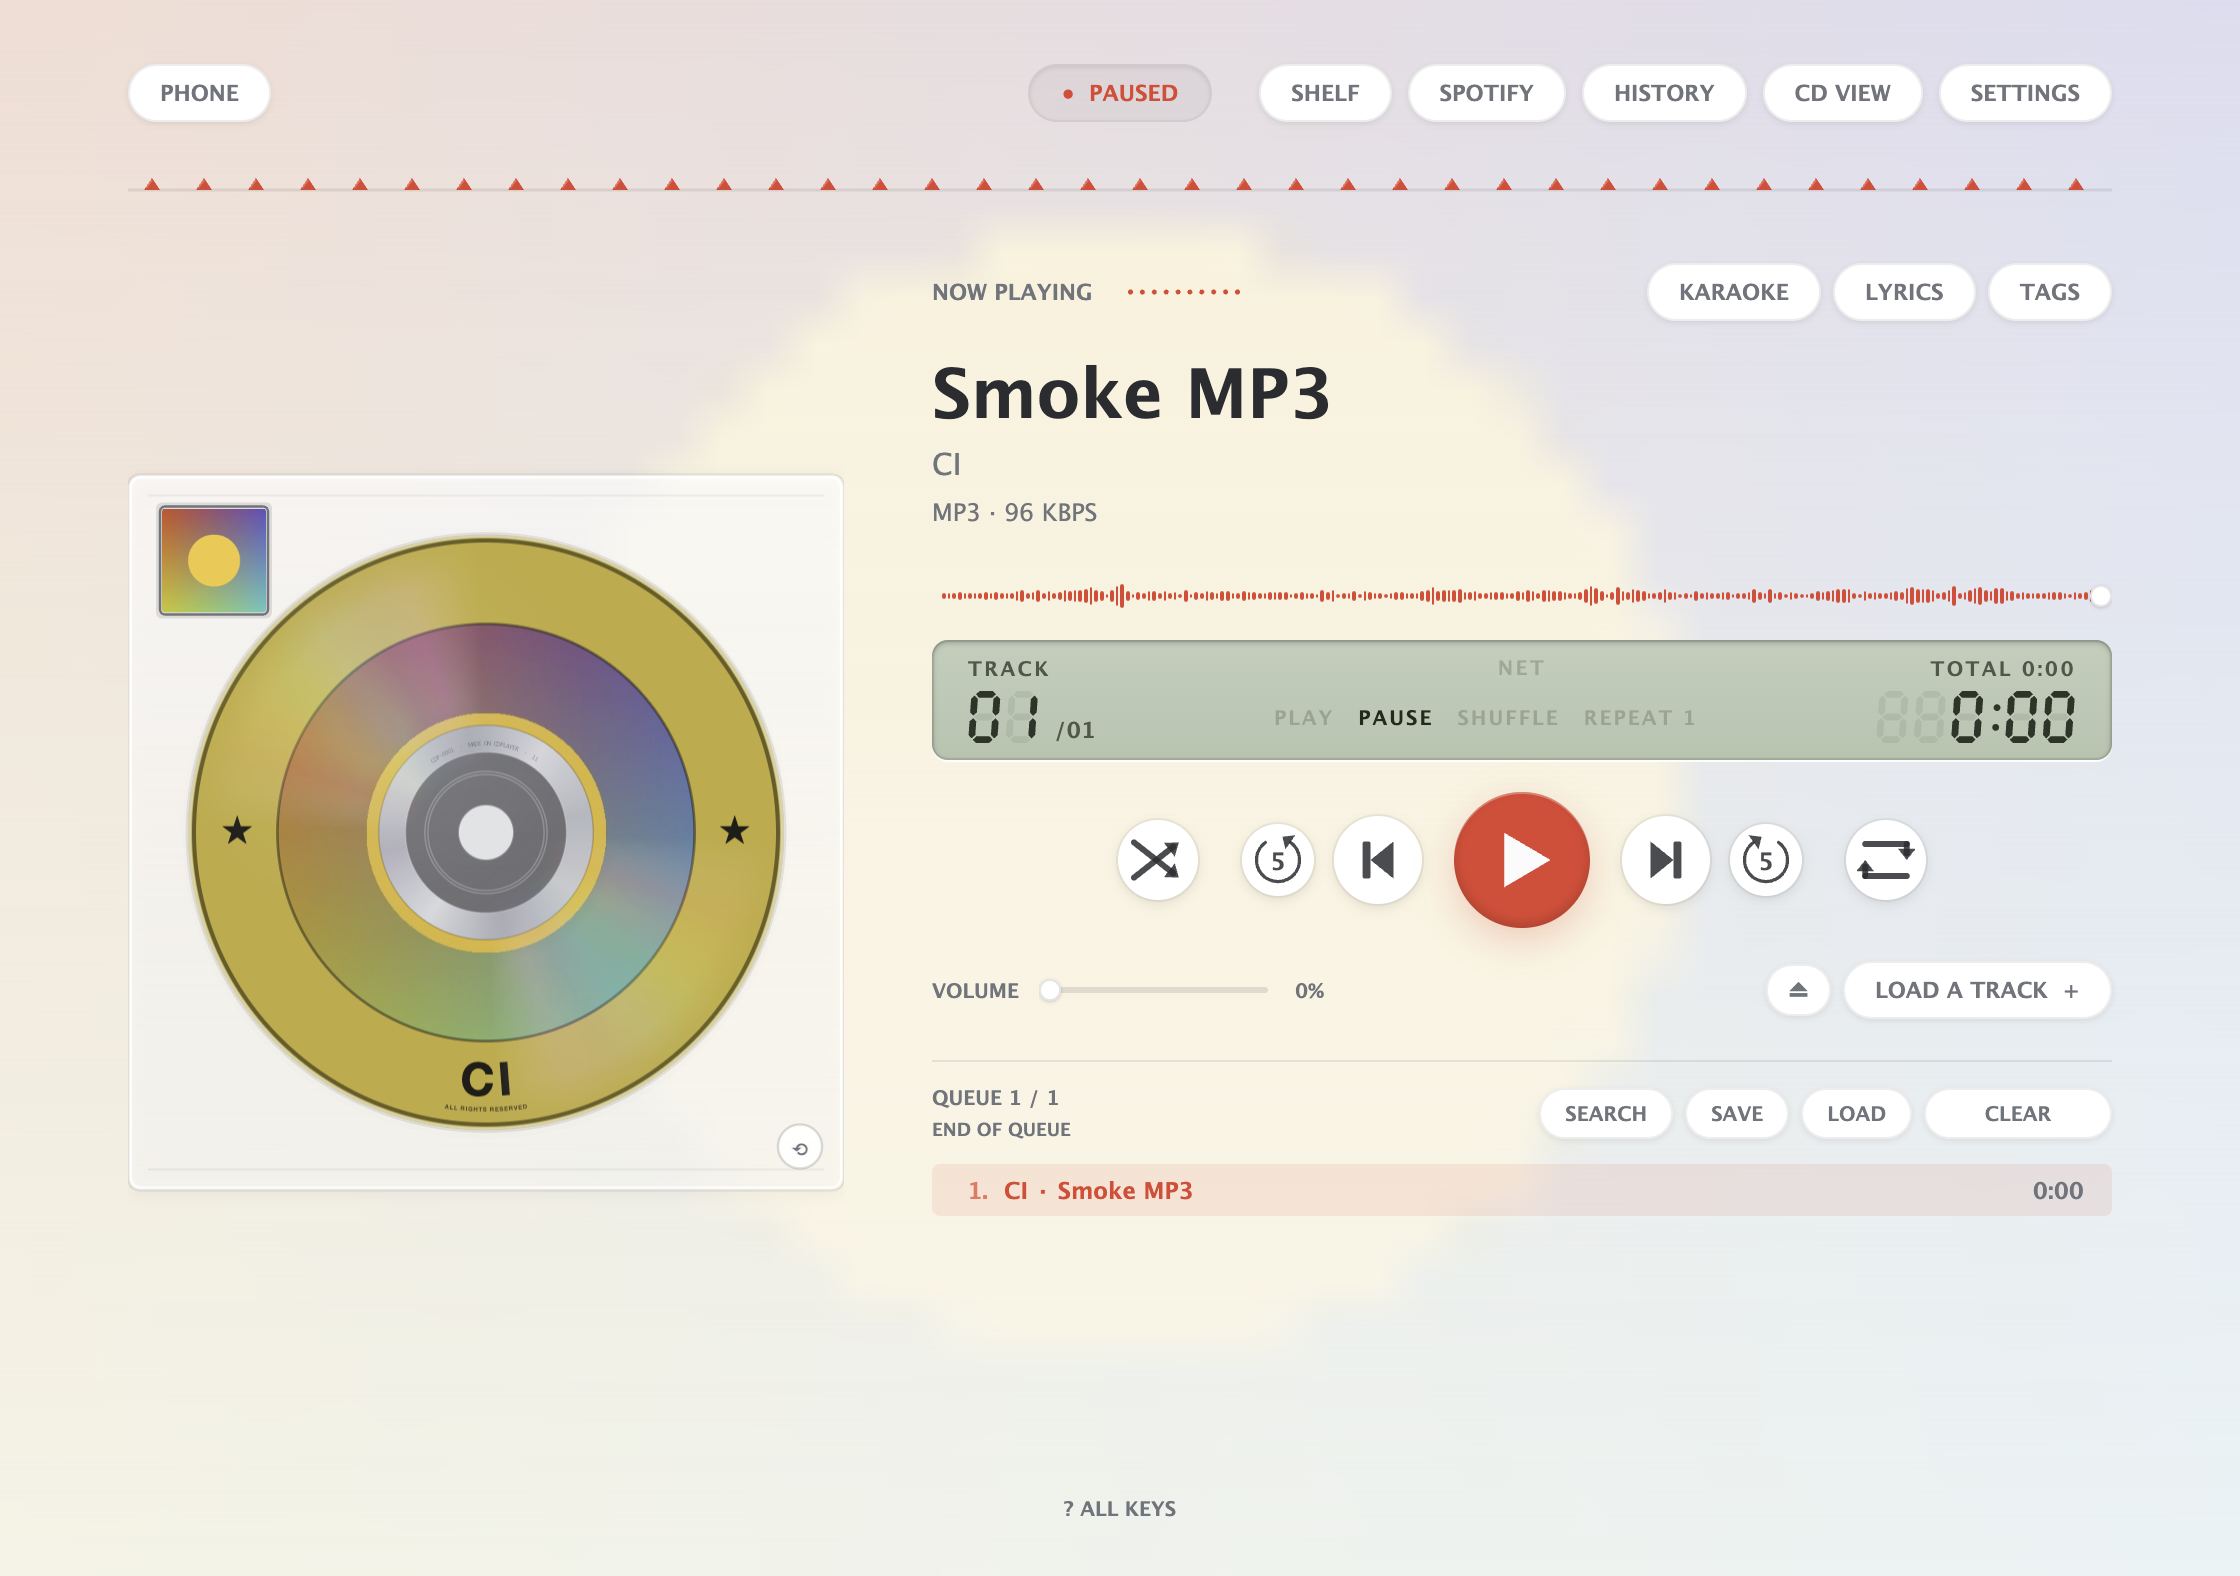 PHONE
PAUSED
SHELF
SPOTIFY
HISTORY
CD VIEW
SETTINGS
NOW PLAYING
KARAOKE
LYRICS
TAGS
Smoke MP3
CI
MP3 · 96 KBPS
TRACK
NET
TOTAL 0:00
01 /01
PLAY PAUSE SHUFFLE REPEAT 1
0:00
5
5
VOLUME
0%
LOAD A TRACK +
QUEUE 1 / 1
END OF QUEUE
SEARCH
SAVE
LOAD
CLEAR
1. CI · Smoke MP3
0:00
CI
ALL RIGHTS RESERVED
? ALL KEYS